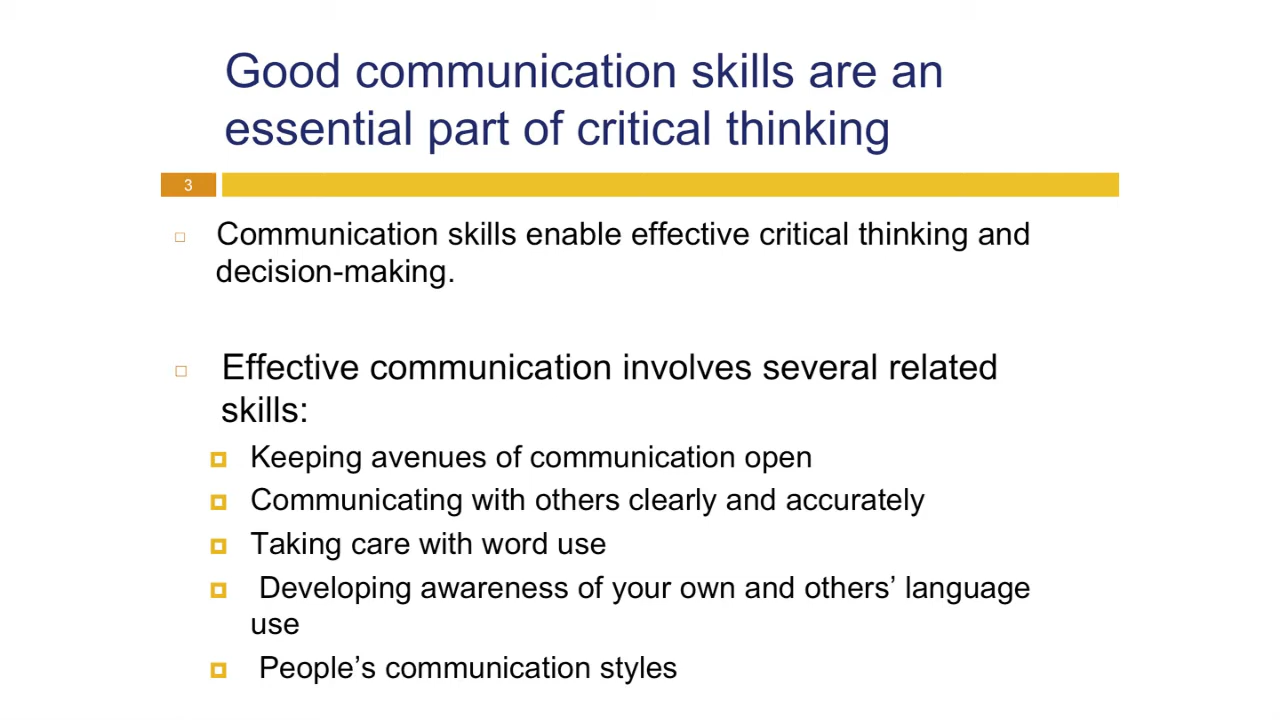 Good communication skills are an
essential part of critical thinking
3
Communication skills enable effective critical thinking and
decision-making.
Effective communication involves several related
skills:
Keeping avenues of communication open
Communicating with others clearly and accurately
Taking care with word use
Developing awareness of your own and others’ language
use
People’s communication styles